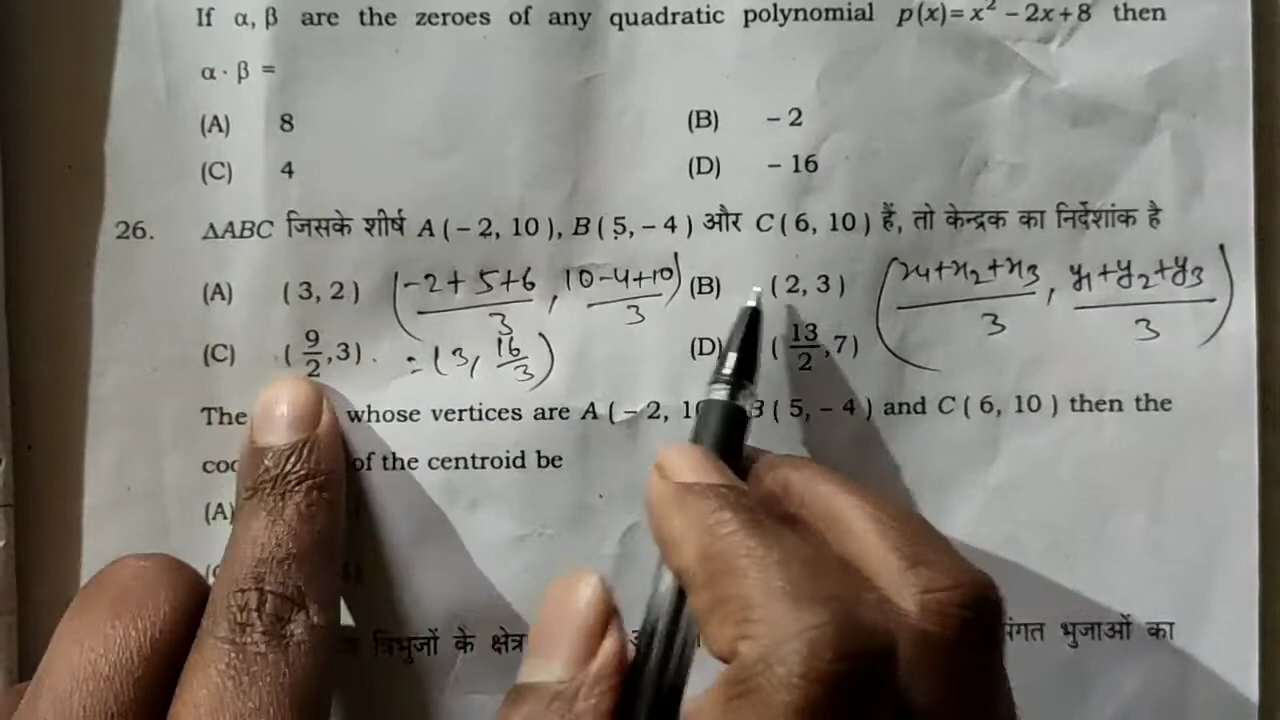 If α, β are the zeroes of any quadratic polynomial p(x)=x² − 2x+8 then
α · β =
(A) 8 (B) − 2
(C) 4 (D) − 16
26. ΔABC जिसके शीर्ष A ( − 2, 10 ), B ( 5, − 4 ) और C ( 6, 10 ) हैं, तो केन्द्रक का निर्देशांक है
(A) ( 3, 2 ) (-2+5+6/3, 10-4+10/3) (B) ( 2, 3 ) (x1+x2+x3/3, y1+y2+y3/3)
(C) ( 9/2 ,3) . = (3, 16/3) (D) ( 13/2 ,7)
The whose vertices are A ( − 2, B ( 5, − 4 ) and C ( 6, 10 ) then the
of the centroid be
(A)
त्रिभुजों के भुजाओं का